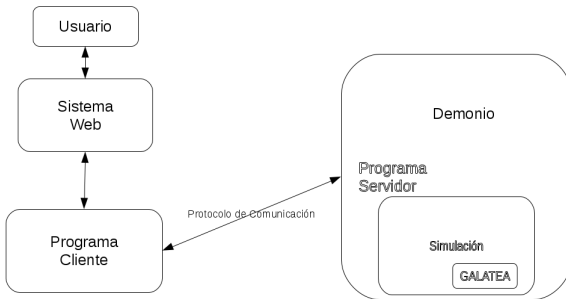 Usuario
Sistema
Web
Programa
Cliente
Protocolo de Comunicación
Demonio
Programa
Servidor
Simulación
GALATEA